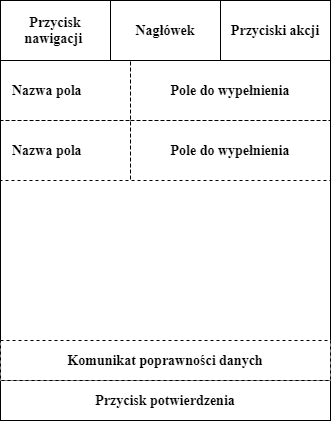 Przycisk
nawigacji
Nagłówek
Przyciski akcji
Nazwa pola
Pole do wypełnienia
Nazwa pola
Pole do wypełnienia
Komunikat poprawności danych
Przycisk potwierdzenia